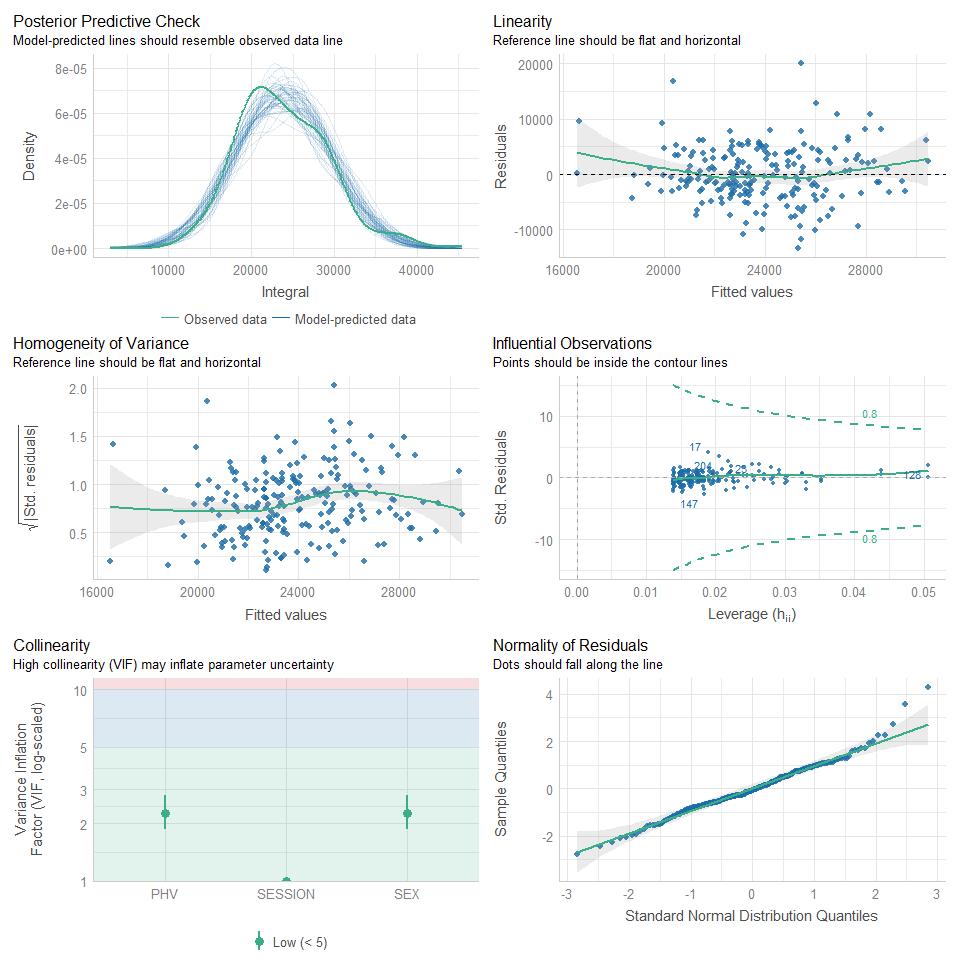 Posterior Predictive Check
Model-predicted lines should resemble observed data line
8e-05
6e-05
4e-05
2e-05
0e+00
Density
10000 20000 30000 40000
Integral
Observed data Model-predicted data
Linearity
Reference line should be flat and horizontal
20000
10000
0
-10000
Residuals
16000 20000 24000 28000
Fitted values
Homogeneity of Variance
Reference line should be flat and horizontal
2.0
1.5
1.0
0.5
√|Std. residuals|
16000 20000 24000 28000
Fitted values
Influential Observations
Points should be inside the contour lines
10
0
-10
Std. Residuals
0.8
17
204
23
128
147
0.8
0.00 0.01 0.02 0.03 0.04 0.05
Leverage (hii)
Collinearity
High collinearity (VIF) may inflate parameter uncertainty
10
5
3
2
1
Variance Inflation
Factor (VIF, log-scaled)
PHV SESSION SEX
Low (< 5)
Normality of Residuals
Dots should fall along the line
4
2
0
-2
Sample Quantiles
-3 -2 -1 0 1 2 3
Standard Normal Distribution Quantiles